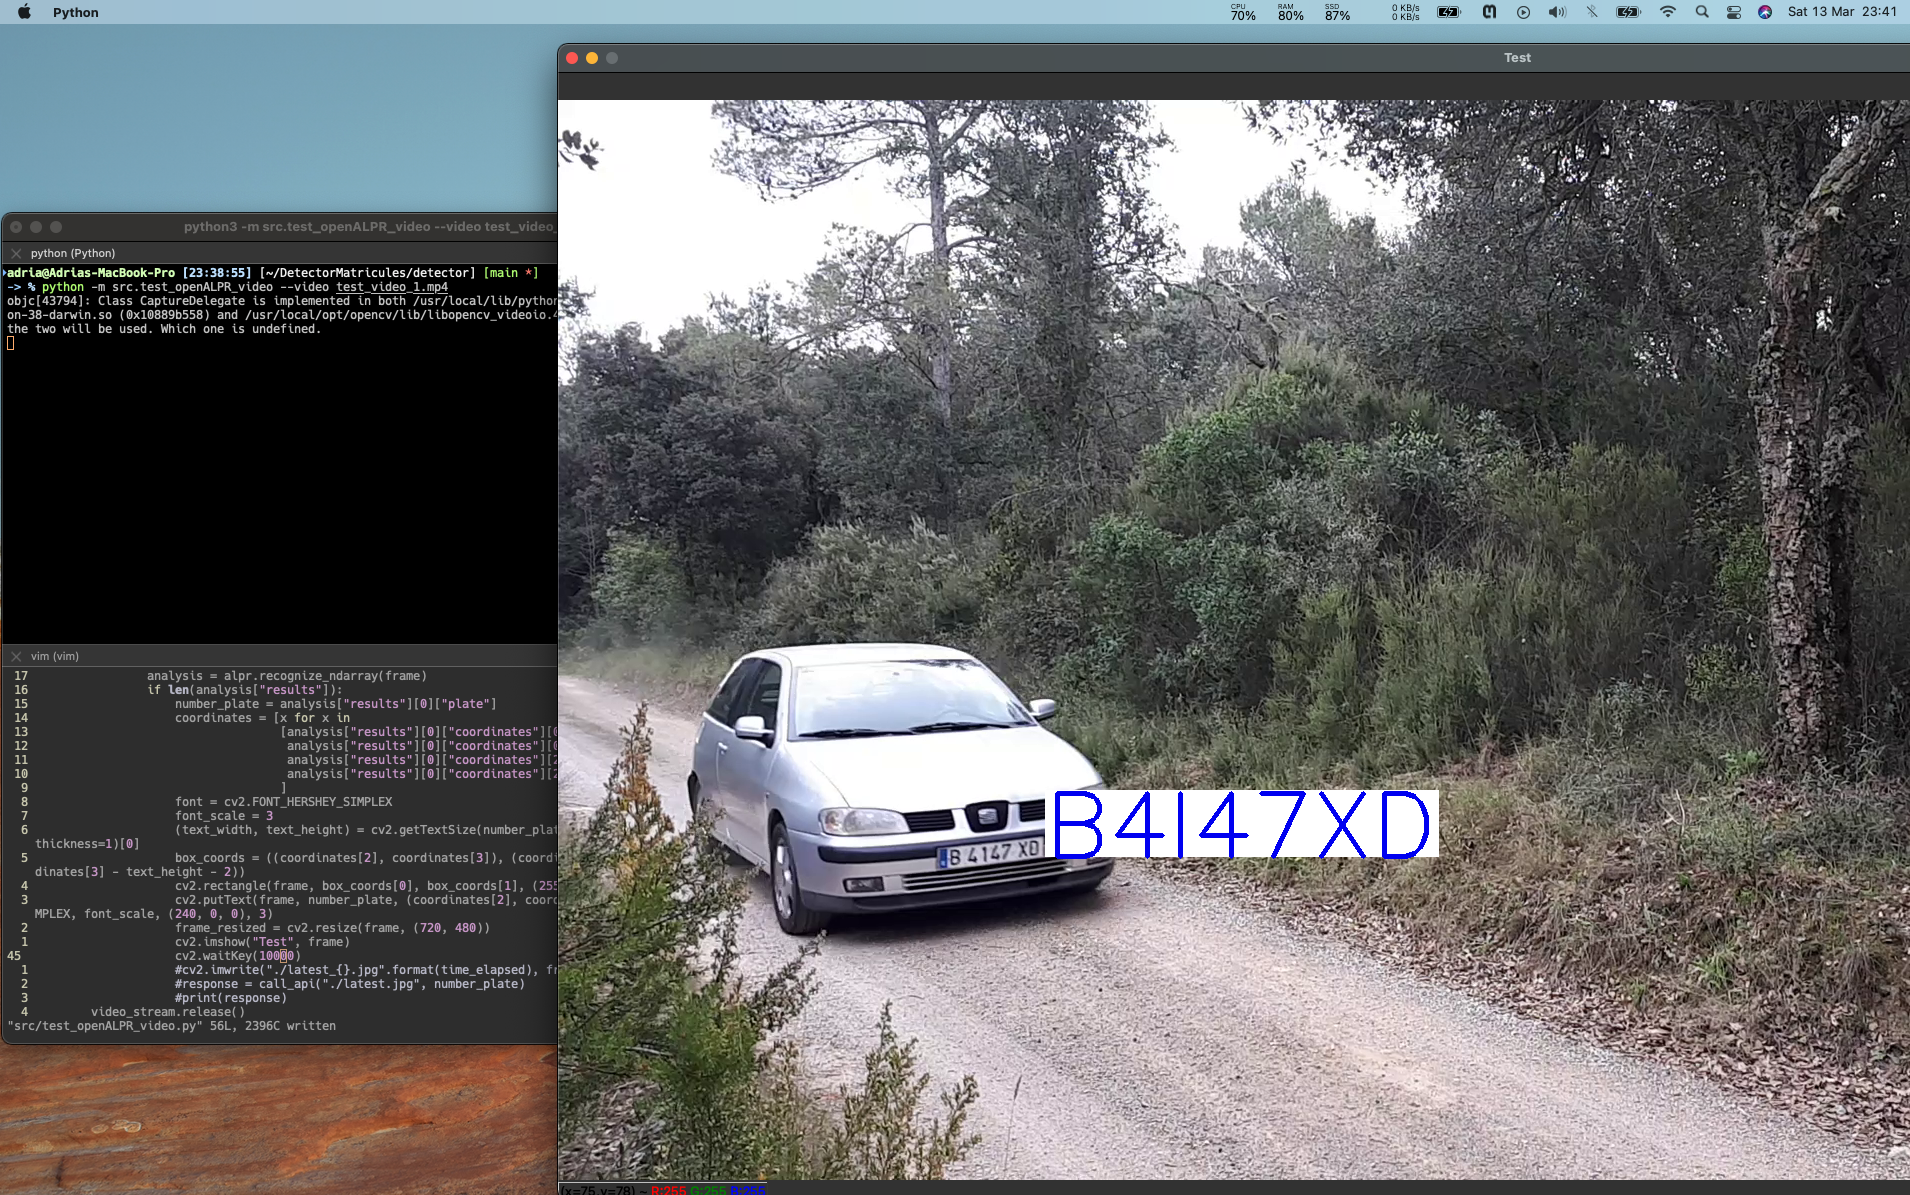 Python
CPU
70%
RAM
80%
SSD
87%
0 KB/s
0 KB/s
Sat 13 Mar 23:41
Test
python3 -m src.test_openALPR_video --video test_video_
python (Python)
adria@Adrias-MacBook-Pro [23:38:55] [~/DetectorMatricules/detector] [main *]
-> % python -m src.test_openALPR_video --video test_video_1.mp4
objc[43794]: Class CaptureDelegate is implemented in both /usr/local/lib/python
on-38-darwin.so (0x10889b558) and /usr/local/opt/opencv/lib/libopencv_videoio.4
the two will be used. Which one is undefined.
vim (vim)
17 analysis = alpr.recognize_ndarray(frame)
16 if len(analysis["results"]):
15 number_plate = analysis["results"][0]["plate"]
14 coordinates = [x for x in
13 [analysis["results"][0]["coordinates"][0
12 analysis["results"][0]["coordinates"][0
11 analysis["results"][0]["coordinates"][2
10 analysis["results"][0]["coordinates"][2
9 ]
8 font = cv2.FONT_HERSHEY_SIMPLEX
7 font_scale = 3
6 (text_width, text_height) = cv2.getTextSize(number_plat
thickness=1)[0]
5 box_coords = ((coordinates[2], coordinates[3]), (coordi
dinates[3] - text_height - 2))
4 cv2.rectangle(frame, box_coords[0], box_coords[1], (255
3 cv2.putText(frame, number_plate, (coordinates[2], coord
MPLEX, font_scale, (240, 0, 0), 3)
2 frame_resized = cv2.resize(frame, (720, 480))
1 cv2.imshow("Test", frame)
45 cv2.waitKey(10000)
1 #cv2.imwrite("./latest_{}.jpg".format(time_elapsed), fr
2 #response = call_api("./latest.jpg", number_plate)
3 #print(response)
4 video_stream.release()
"src/test_openALPR_video.py" 56L, 2396C written
B 4147 XD
B4147XD
(x=75,y=78) ~ R:255 G:255 B:255